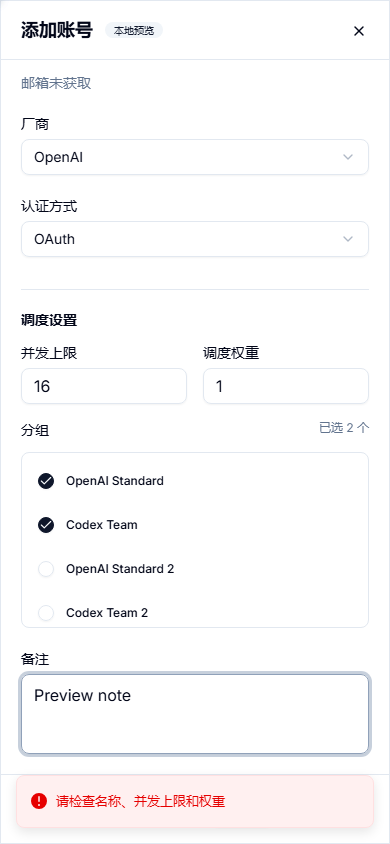 添加账号 本地预览
邮箱未获取
厂商
OpenAI
认证方式
OAuth
调度设置
并发上限 调度权重
16 1
分组 已选 2 个
OpenAI Standard
Codex Team
OpenAI Standard 2
Codex Team 2
备注
Preview note
请检查名称、并发上限和权重